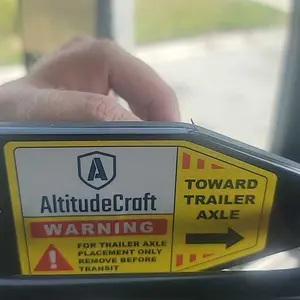 A
AltitudeCraft
WARNING
FOR TRAILER AXLE
PLACEMENT ONLY
REMOVE BEFORE
TRANSIT
TOWARD
TRAILER
AXLE